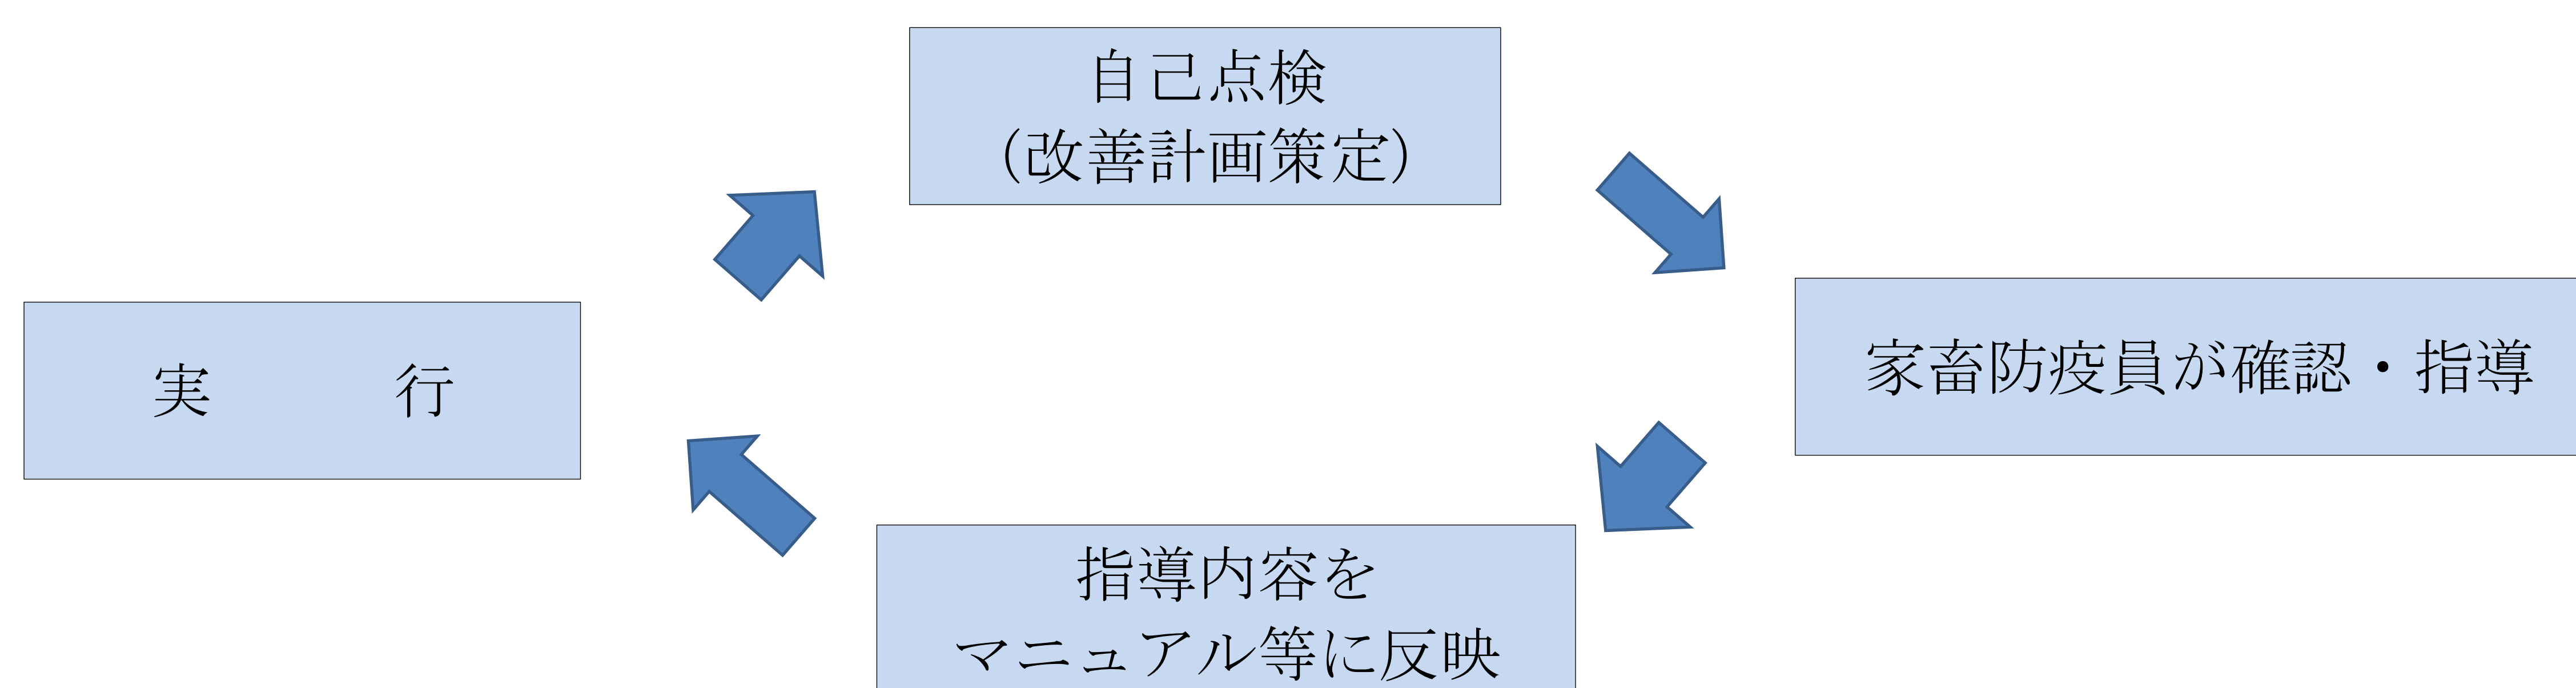 自己点検
（改善計画策定）
家畜防疫員が確認・指導
実　　　行
指導内容を
マニュアル等に反映